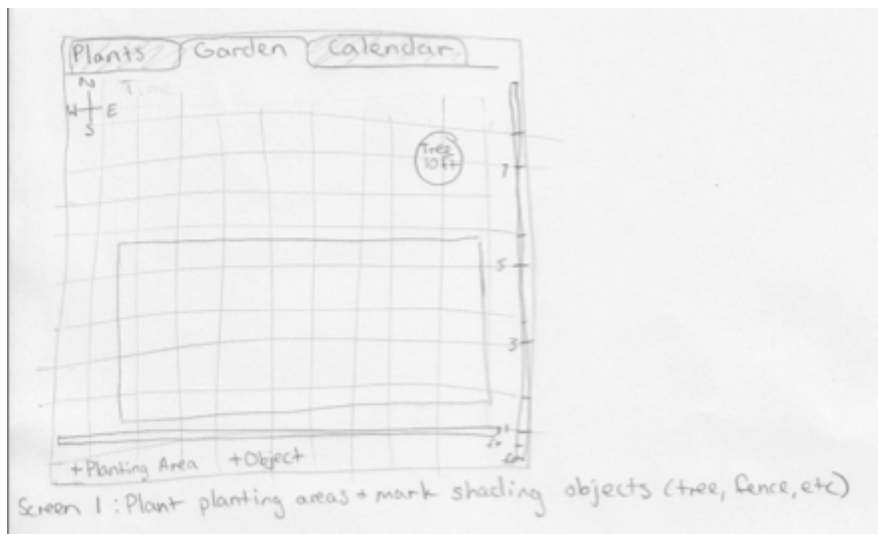 Plants Garden Calendar
N
W E
S
Tree
10ft
7
5
3
+Planting Area +Object
Screen 1: Plant planting areas + mark shading objects (tree, fence, etc)